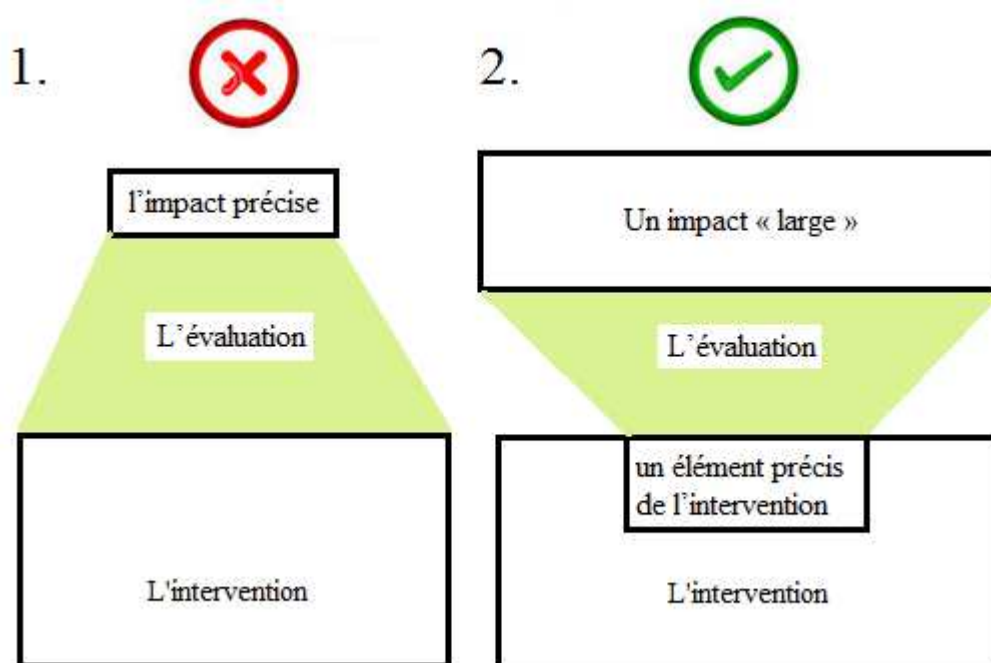 1.
l’impact précise
L’évaluation
L'intervention
2.
Un impact « large »
L’évaluation
un élément précis
de l’intervention
L'intervention